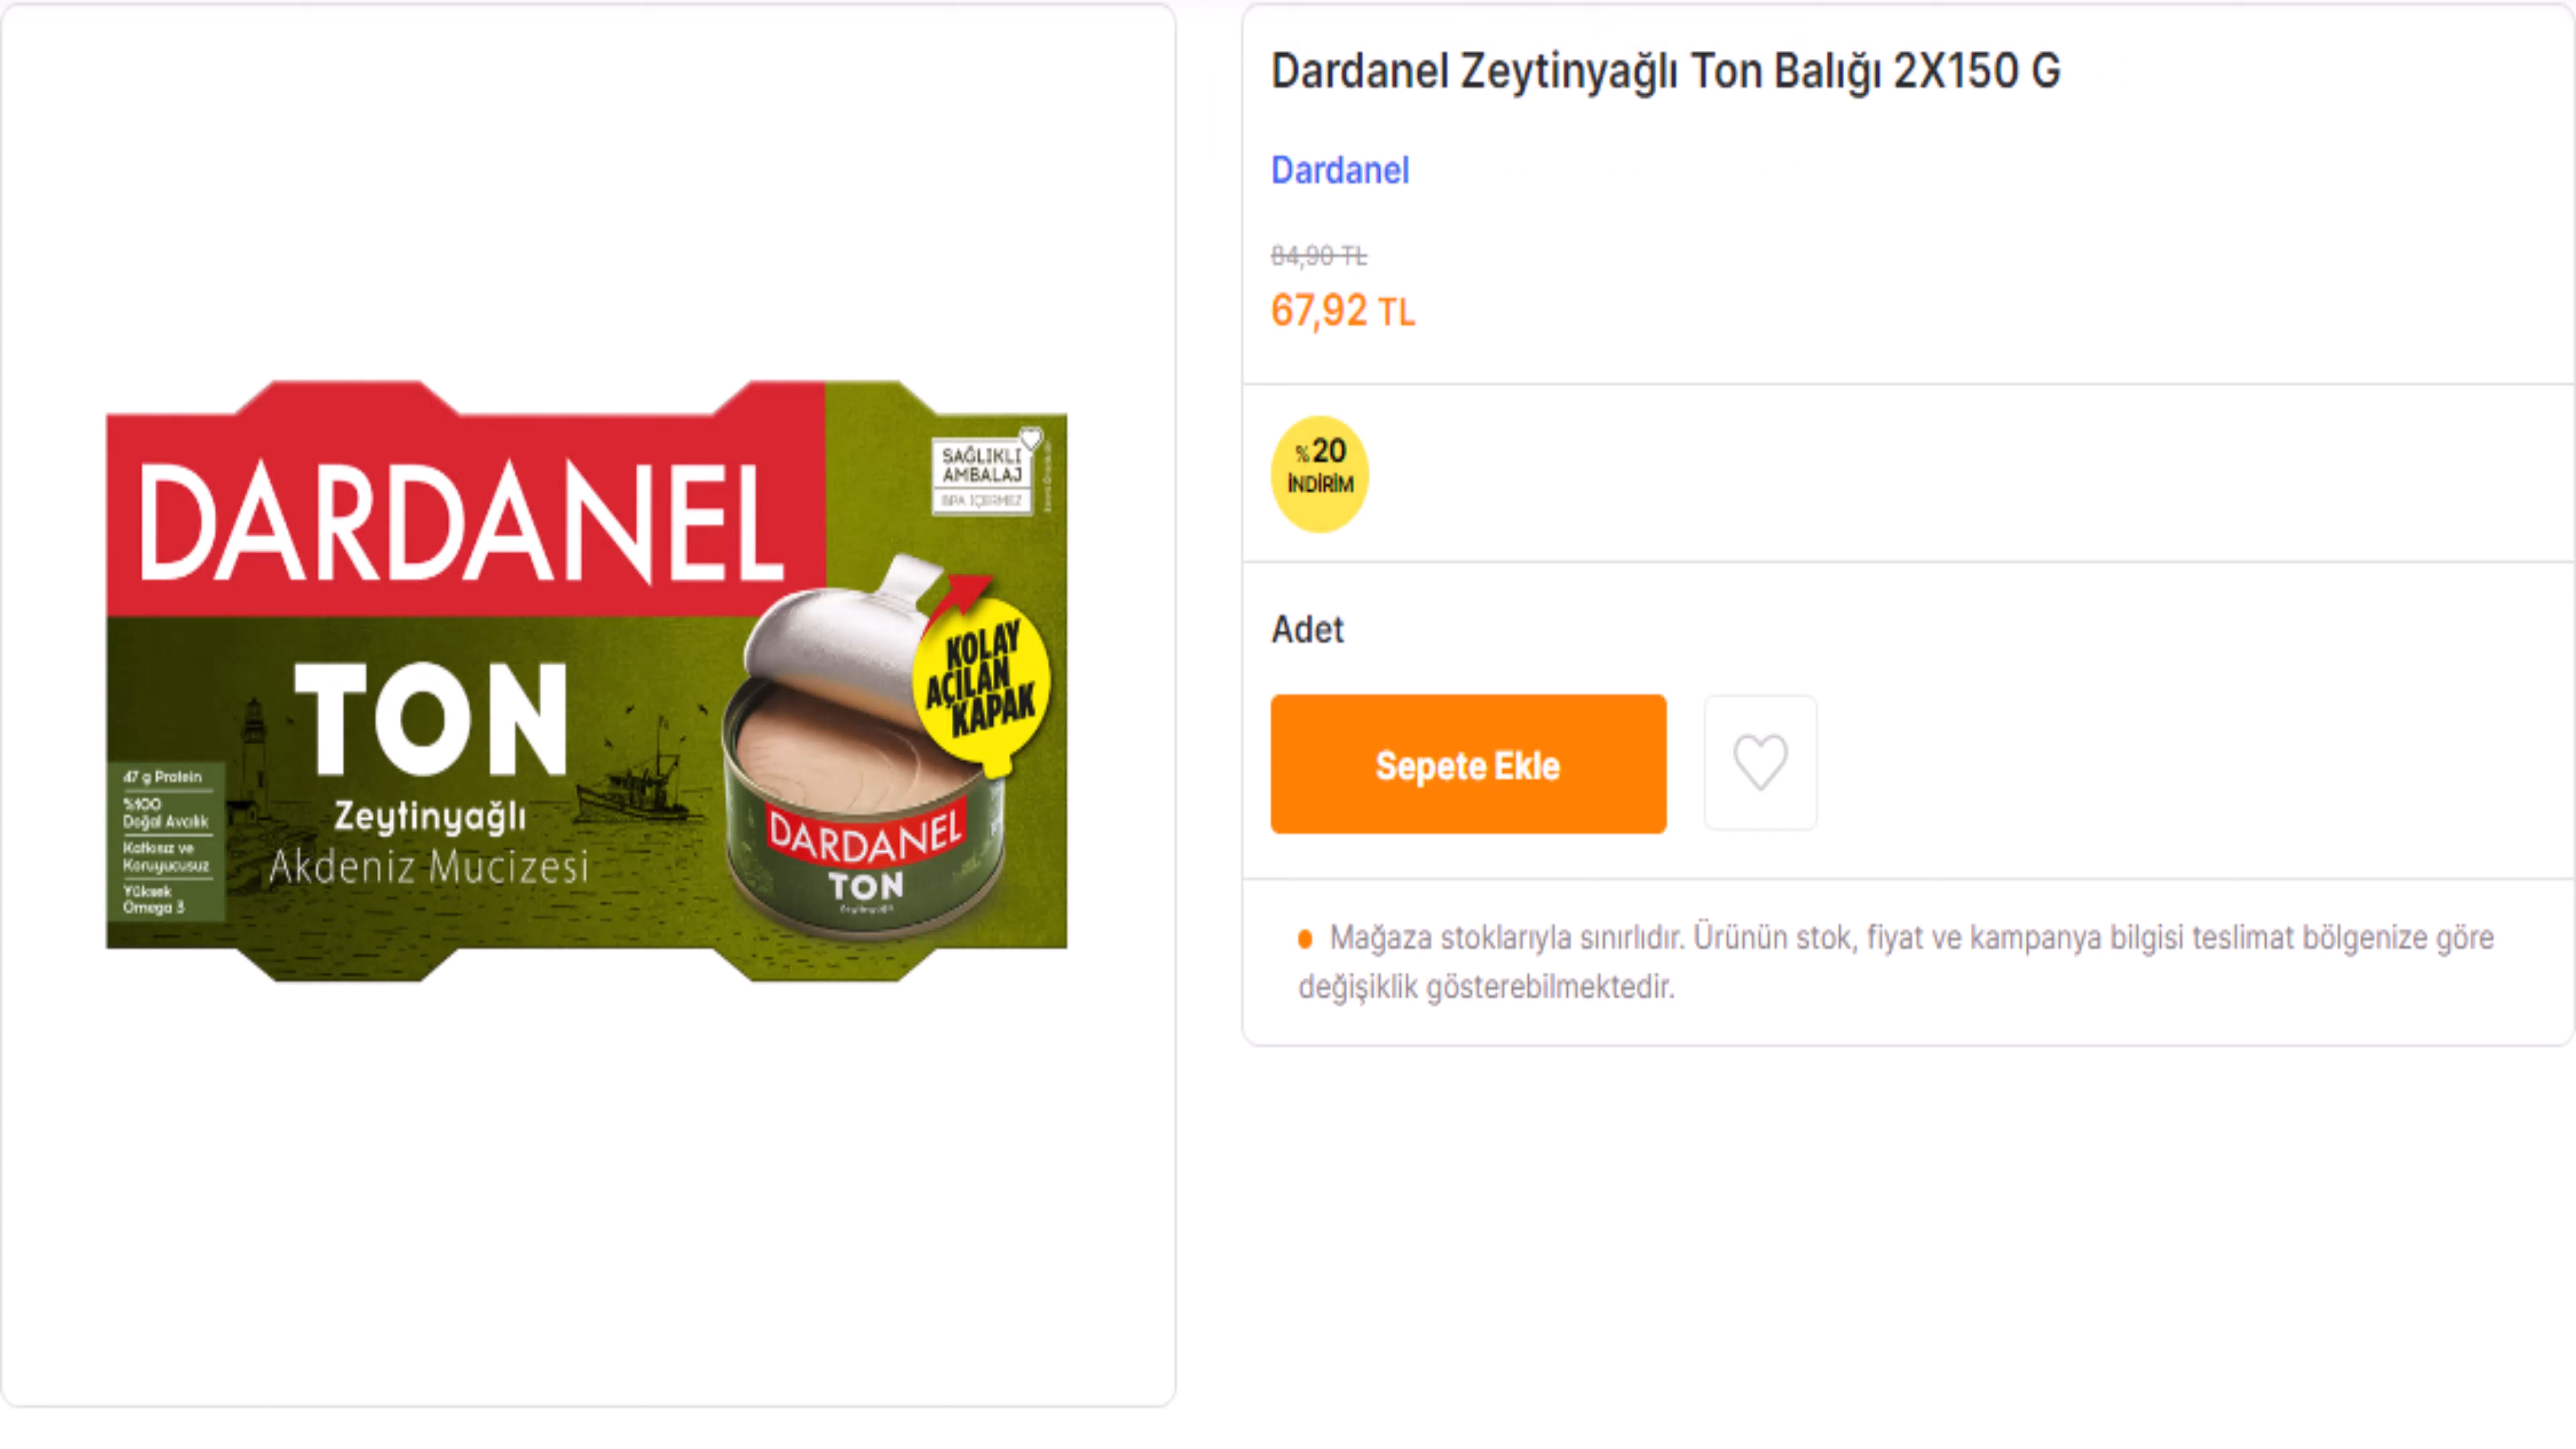 DARDANEL
SAĞLIKLI
AMBALAJ
BPA İÇERMEZ
KOLAY
AÇILAN
KAPAK
TON
Zeytinyağlı
Akdeniz Mucizesi
47 g Protein
%100
Doğal Avcılık
Katkısız ve
Koruyucusuz
Yüksek
Omega 3
DARDANEL
TON
Zeytinyağlı
Dardanel Zeytinyağlı Ton Balığı 2X150 G
Dardanel
84,90 TL
67,92 TL
%20
İNDİRİM
Adet
Sepete Ekle
Mağaza stoklarıyla sınırlıdır. Ürünün stok, fiyat ve kampanya bilgisi teslimat bölgenize göre
değişiklik gösterebilmektedir.